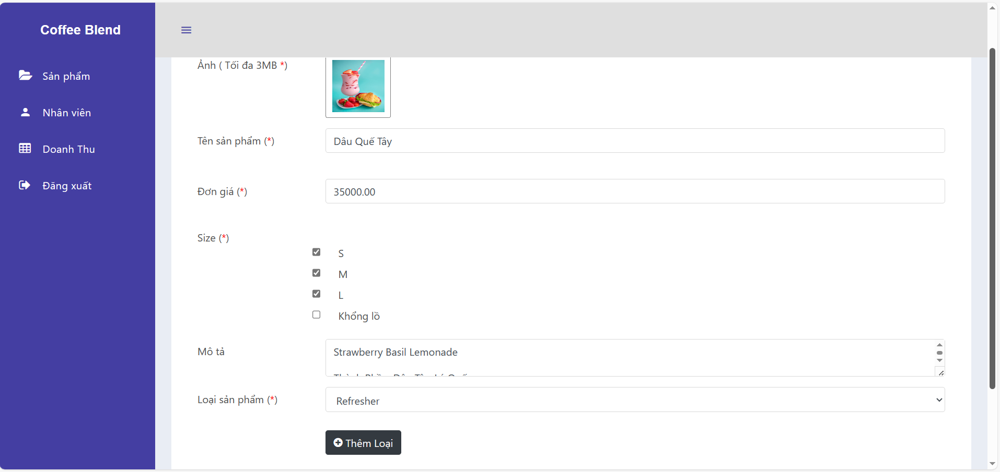 Coffee Blend
Sản phẩm
Nhân viên
Doanh Thu
Đăng xuất
Ảnh ( Tối đa 3MB *)
Tên sản phẩm (*)
Dâu Quế Tây
Đơn giá (*)
35000.00
Size (*)
S
M
L
Khổng lồ
Mô tả
Strawberry Basil Lemonade
Loại sản phẩm (*)
Refresher
Thêm Loại